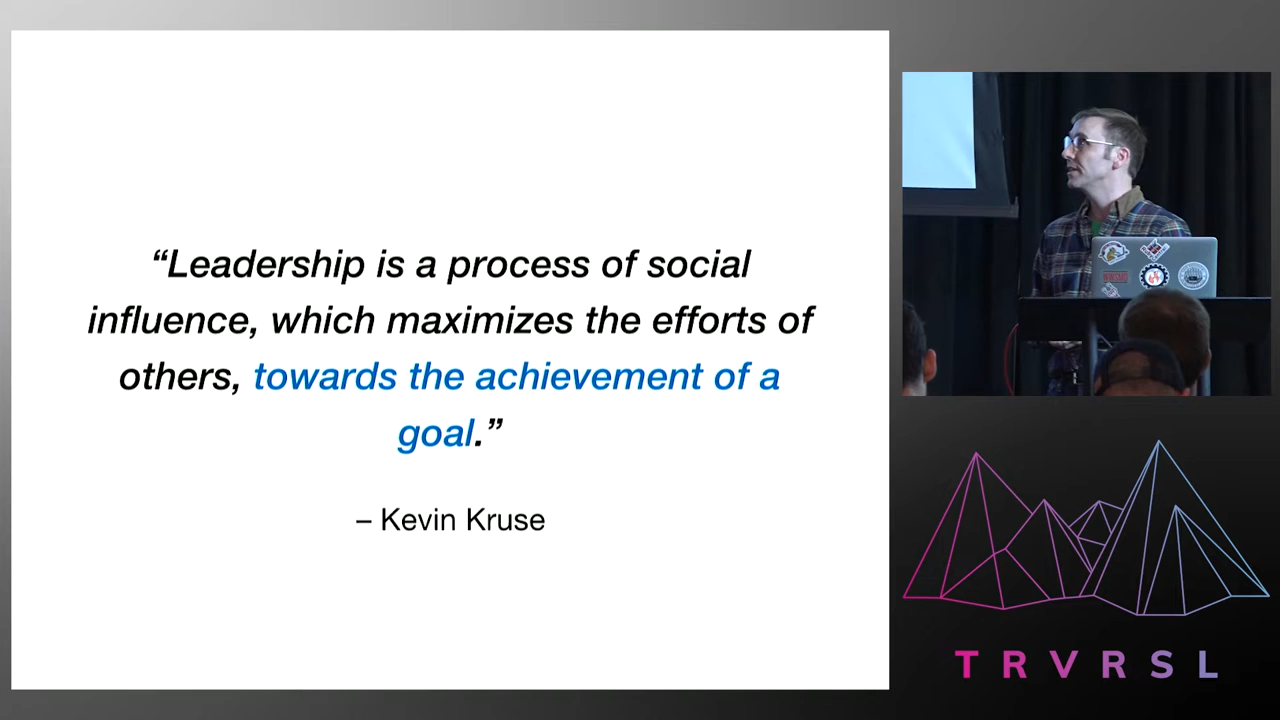 “Leadership is a process of social
influence, which maximizes the efforts of
others, towards the achievement of a
goal.”
– Kevin Kruse
TRVRSL